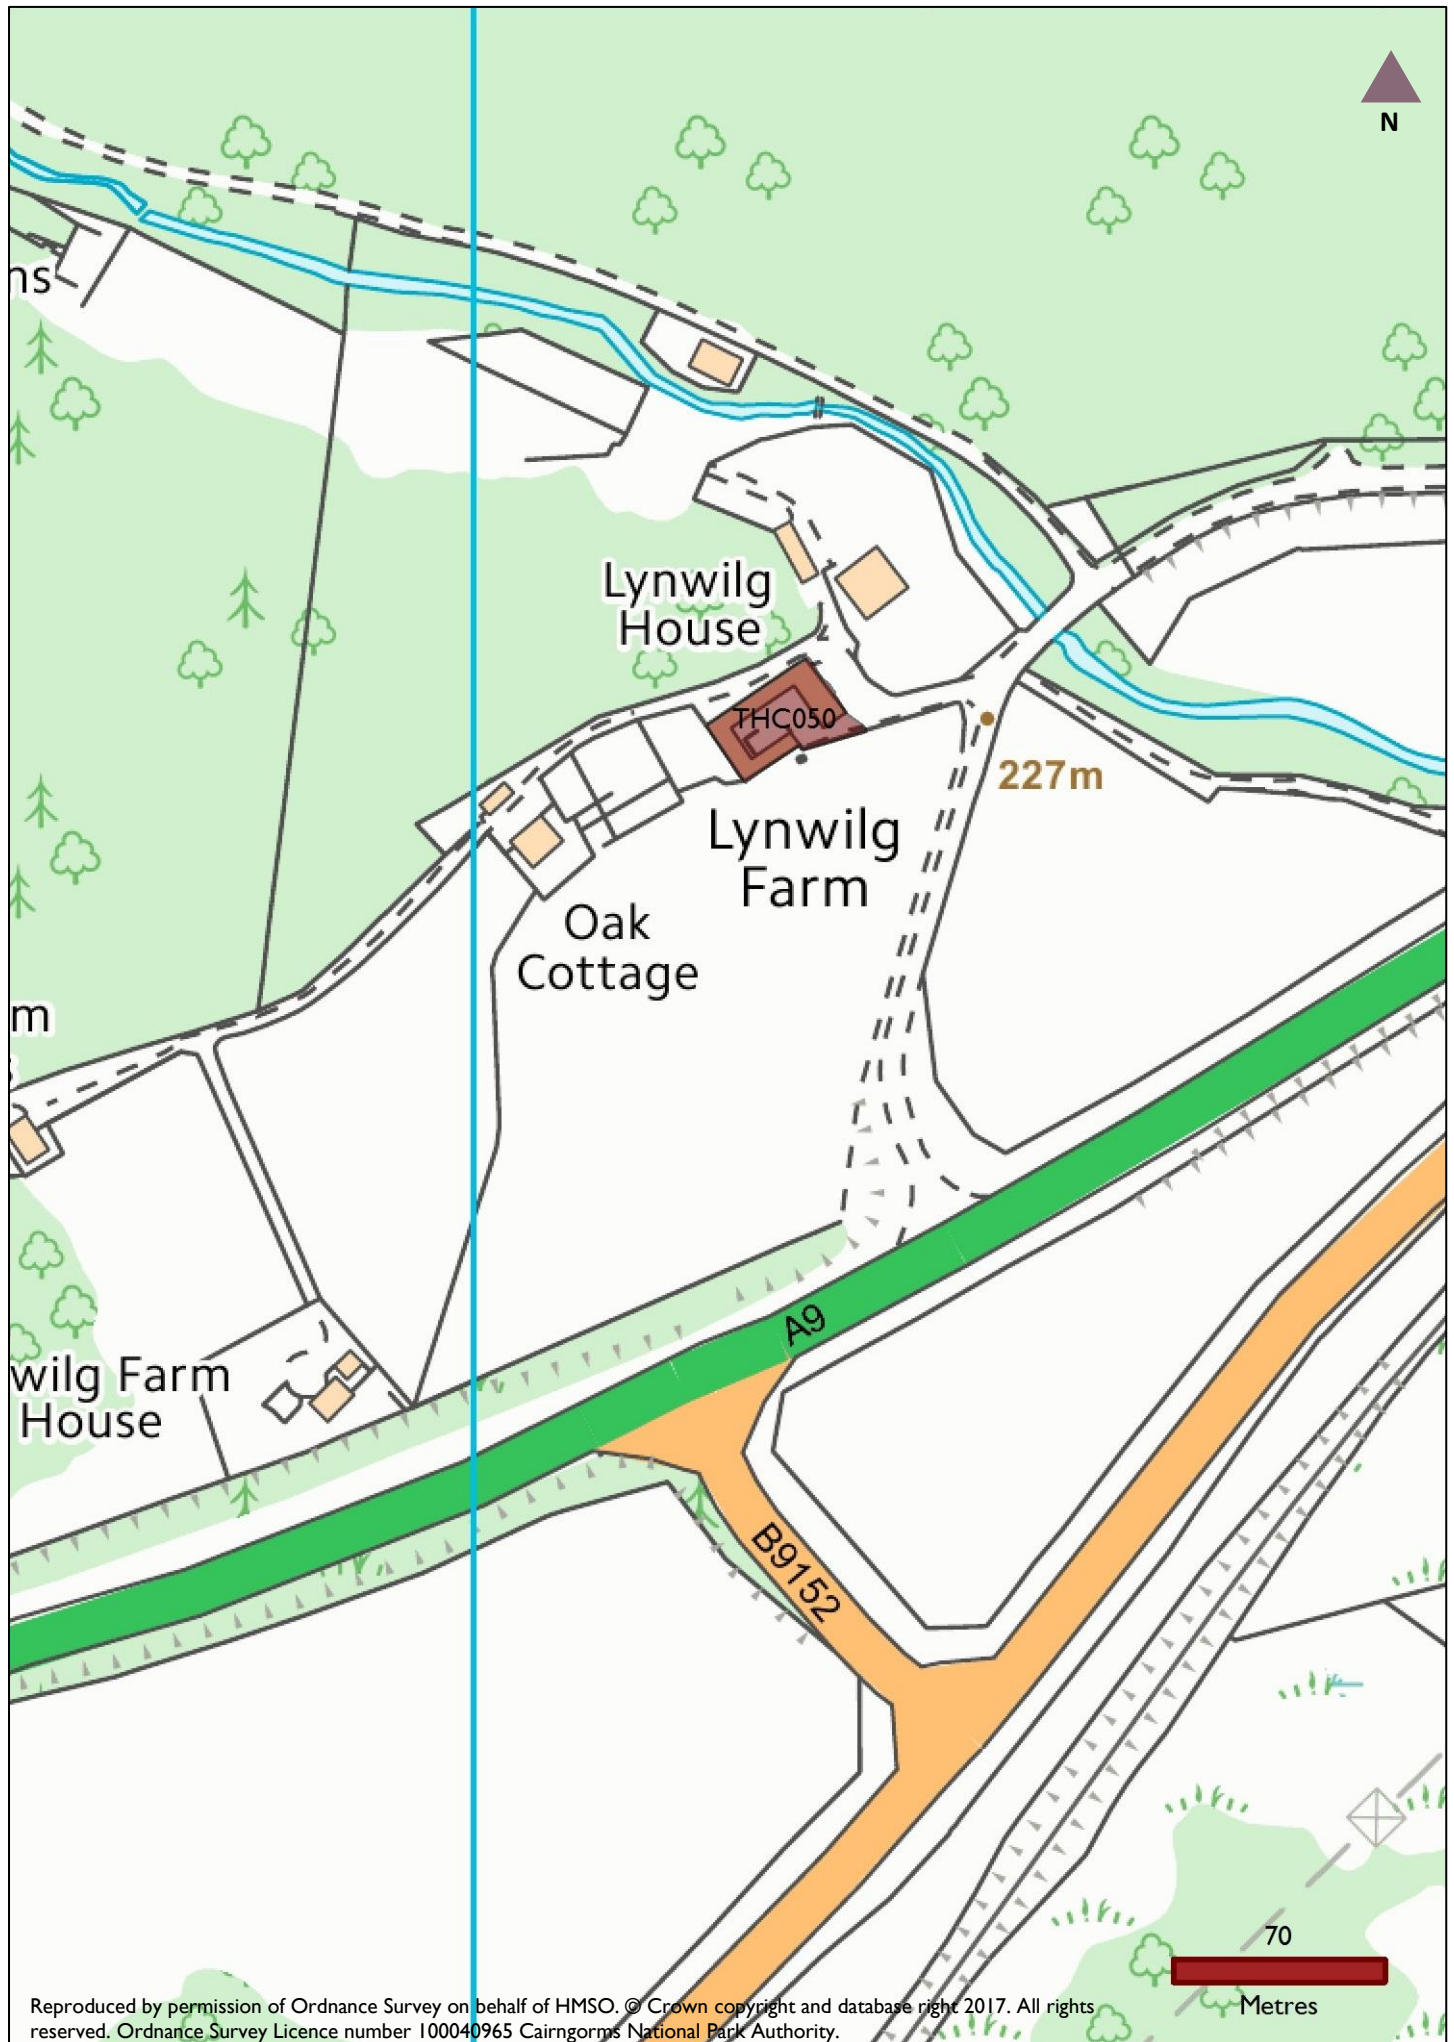 N
ns
Lynwilg
House
THC050
227m
Lynwilg
Farm
Oak
Cottage
m
A9
wilg Farm
House
B9152
70
Metres
Reproduced by permission of Ordnance Survey on behalf of HMSO. © Crown copyright and database right 2017. All rights
reserved. Ordnance Survey Licence number 100040965 Cairngorms National Park Authority.